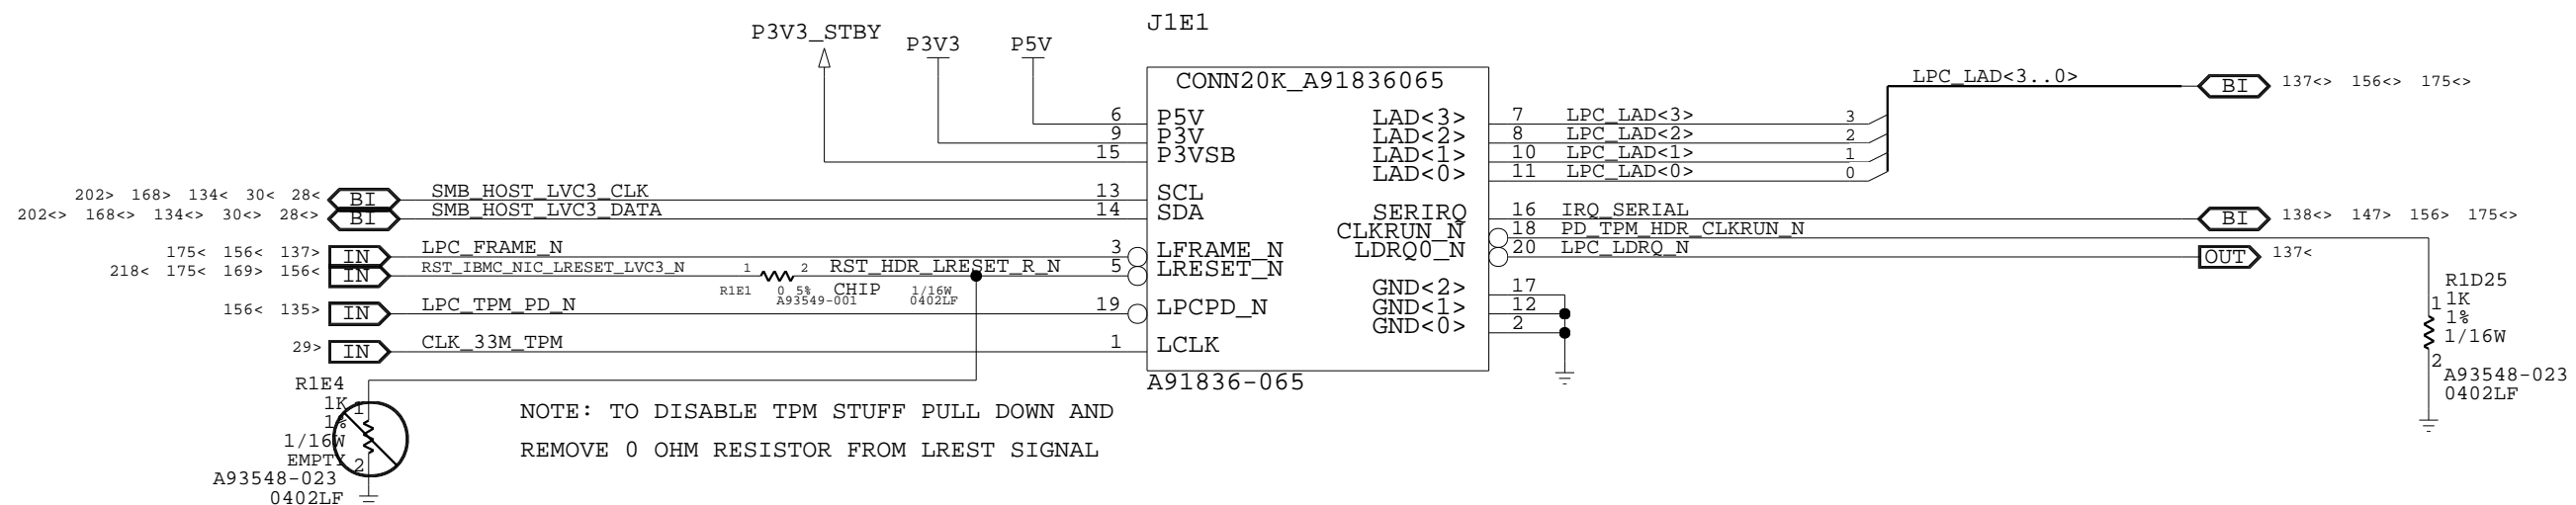 J1E1
P3V3_STBY P3V3 P5V
CONN20K_A91836065
LPC_LAD<3..0> BI 137<> 156<> 175<>
6 P5V LAD<3> 7 LPC_LAD<3> 3
9 P3V LAD<2> 8 LPC_LAD<2> 2
15 P3VSB LAD<1> 10 LPC_LAD<1> 1
LAD<0> 11 LPC_LAD<0> 0
202> 168> 134< 30< 28< BI SMB_HOST_LVC3_CLK 13 SCL
202<> 168<> 134<> 30<> 28<> BI SMB_HOST_LVC3_DATA 14 SDA SERIRQ 16 IRQ_SERIAL BI 138<> 147> 156> 175<>
CLKRUN_N 18 PD_TPM_HDR_CLKRUN_N
175< 156< 137> IN LPC_FRAME_N 3 LFRAME_N LDRQ0_N 20 LPC_LDRQ_N OUT 137<
218< 175< 169> 156< IN RST_IBMC_NIC_LRESET_LVC3_N 1 2 RST_HDR_LRESET_R_N 5 LRESET_N
R1E1 0 5% CHIP 1/16W
A93549-001 0402LF
GND<2> 17
156< 135> IN LPC_TPM_PD_N 19 LPCPD_N GND<1> 12
GND<0> 2
29> IN CLK_33M_TPM 1 LCLK
A91836-065
R1D25
1 1K
1%
1/16W
2 A93548-023
0402LF
R1E4
1K 1
1%
1/16W
EMPTY 2
A93548-023
0402LF
NOTE: TO DISABLE TPM STUFF PULL DOWN AND
REMOVE 0 OHM RESISTOR FROM LREST SIGNAL